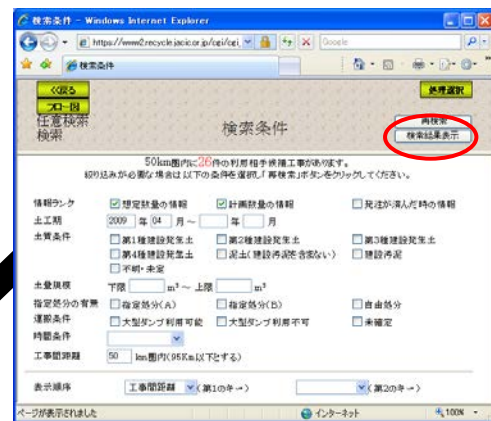 検索条件 - Windows Internet Explorer
https://www2.recycle.jacic.or.jp/cgi/cgi_
Google
検索条件
<<戻る
フロー図
処理選択
任意検索
検索
検索条件
再検索
検索結果表示
50km圏内に26件の利用相手候補工事があります。
絞り込みが必要な場合は以下の条件を選択し「再検索」ボタンをクリックしてください。
情報ランク 想定数量の情報 計画数量の情報 発注が済んだ時の情報
土工期 2009 年 04 月~ 年 月
土質条件 第1種建設発生土 第2種建設発生土 第3種建設発生土
第4種建設発生土 泥土(建設汚泥を含まない) 建設汚泥
不明・未定
土量規模 下限 m³~ 上限 m³
指定処分の有無 指定処分(A) 指定処分(B) 自由処分
運搬条件 大型ダンプ利用可能 大型ダンプ利用不可 未確定
時間条件
工事間距離 50 km圏内(95Km以下とする)
表示順序 工事間距離 (第1のキー) (第2のキー)
ページが表示されました インターネット 100%